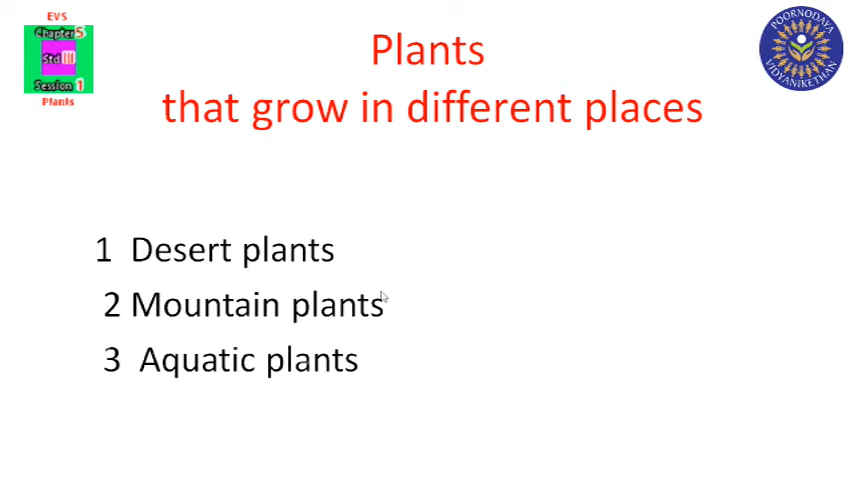 EVS
Chapter 5
Std III
Session 1
Plants
POORNODAYA
VIDYANIKETHAN
Plants
that grow in different places
1 Desert plants
2 Mountain plants
3 Aquatic plants